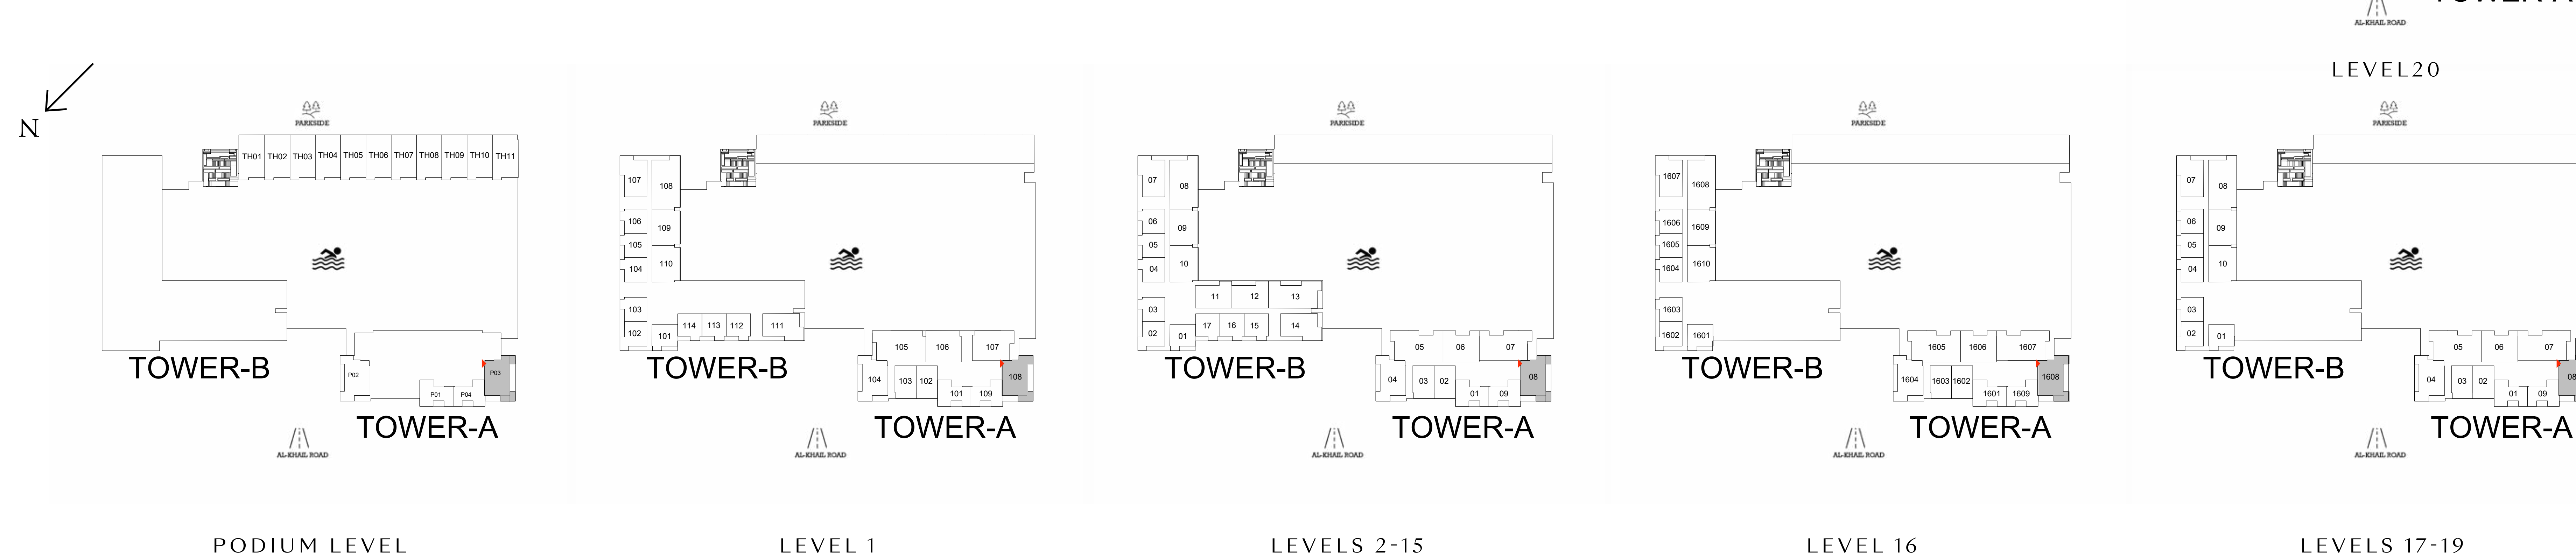 TOWER-A
AL-KHAIL ROAD
LEVEL20
N
PARKSIDE
TH01 TH02 TH03 TH04 TH05 TH06 TH07 TH08 TH09 TH10 TH11
TOWER-B
P02
P03
P01 P04
TOWER-A
AL-KHAIL ROAD
PODIUM LEVEL
PARKSIDE
107 108
106 109
105
104 110
103
102 101 114 113 112 111
105 106 107
104 103 102 108
101 109
TOWER-B
TOWER-A
AL-KHAIL ROAD
LEVEL 1
PARKSIDE
07 08
06 09
05
04 10
11 12 13
03
02 01 17 16 15 14
05 06 07
04 03 02 08
01 09
TOWER-B
TOWER-A
AL-KHAIL ROAD
LEVELS 2-15
PARKSIDE
1607 1608
1606 1609
1605
1604 1610
1603
1602 1601
1605 1606 1607
1604 1603 1602 1608
1601 1609
TOWER-B
TOWER-A
AL-KHAIL ROAD
LEVEL 16
PARKSIDE
07 08
06 09
05
04 10
03
02 01
05 06 07
04 03 02 08
01 09
TOWER-B
TOWER-A
AL-KHAIL ROAD
LEVELS 17-19